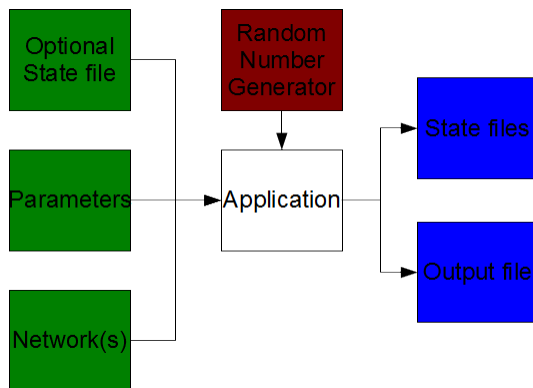 Optional
State file
Random
Number
Generator
State files
Parameters
Application
Output file
Network(s)